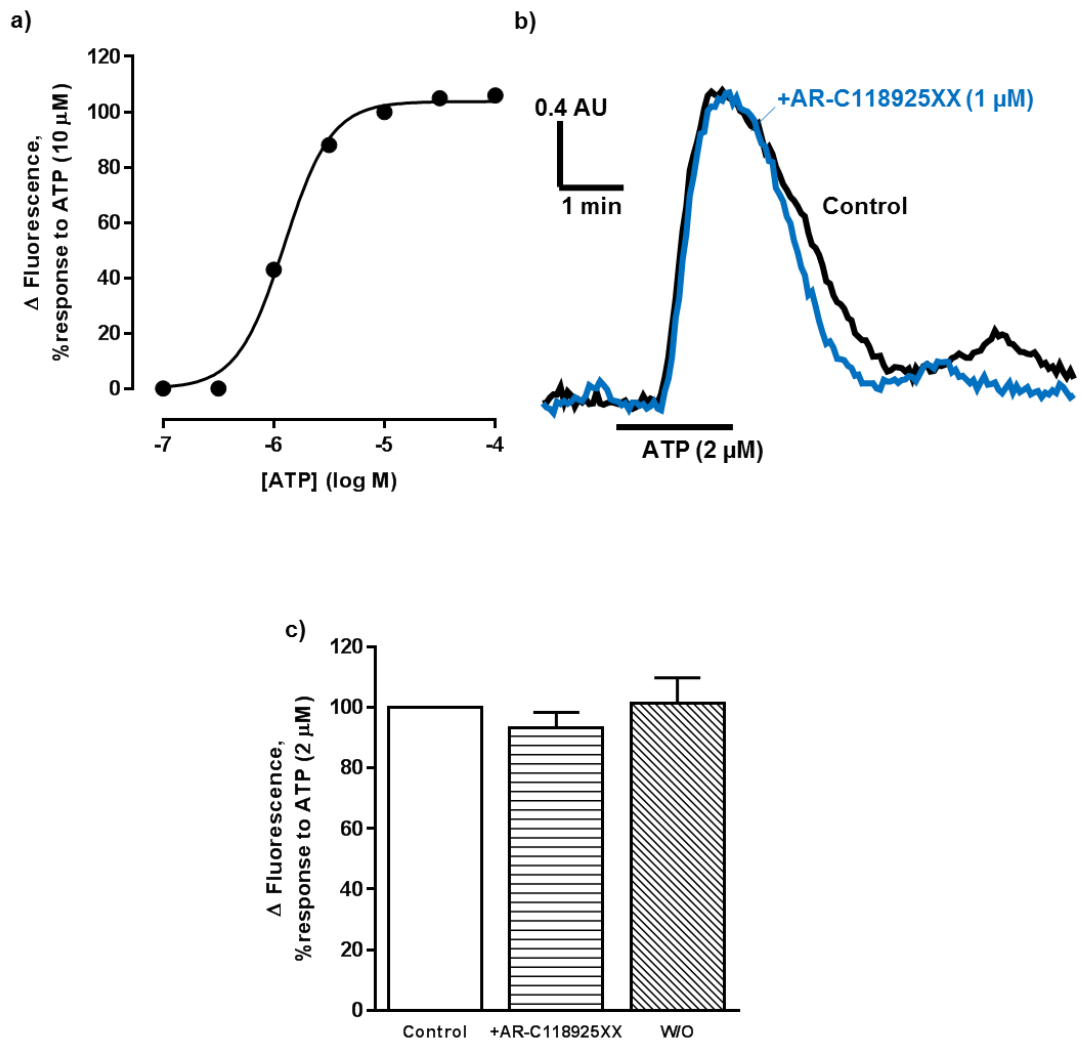 a)
Δ Fluorescence,
%response to ATP (10 μM)
120
100
80
60
40
20
0
-7
-6
-5
-4
[ATP] (log M)
b)
0.4 AU
1 min
+AR-C118925XX (1 μM)
Control
ATP (2 μM)
c)
Δ Fluorescence,
%response to ATP (2 μM)
120
100
80
60
40
20
0
Control
+AR-C118925XX
W/O